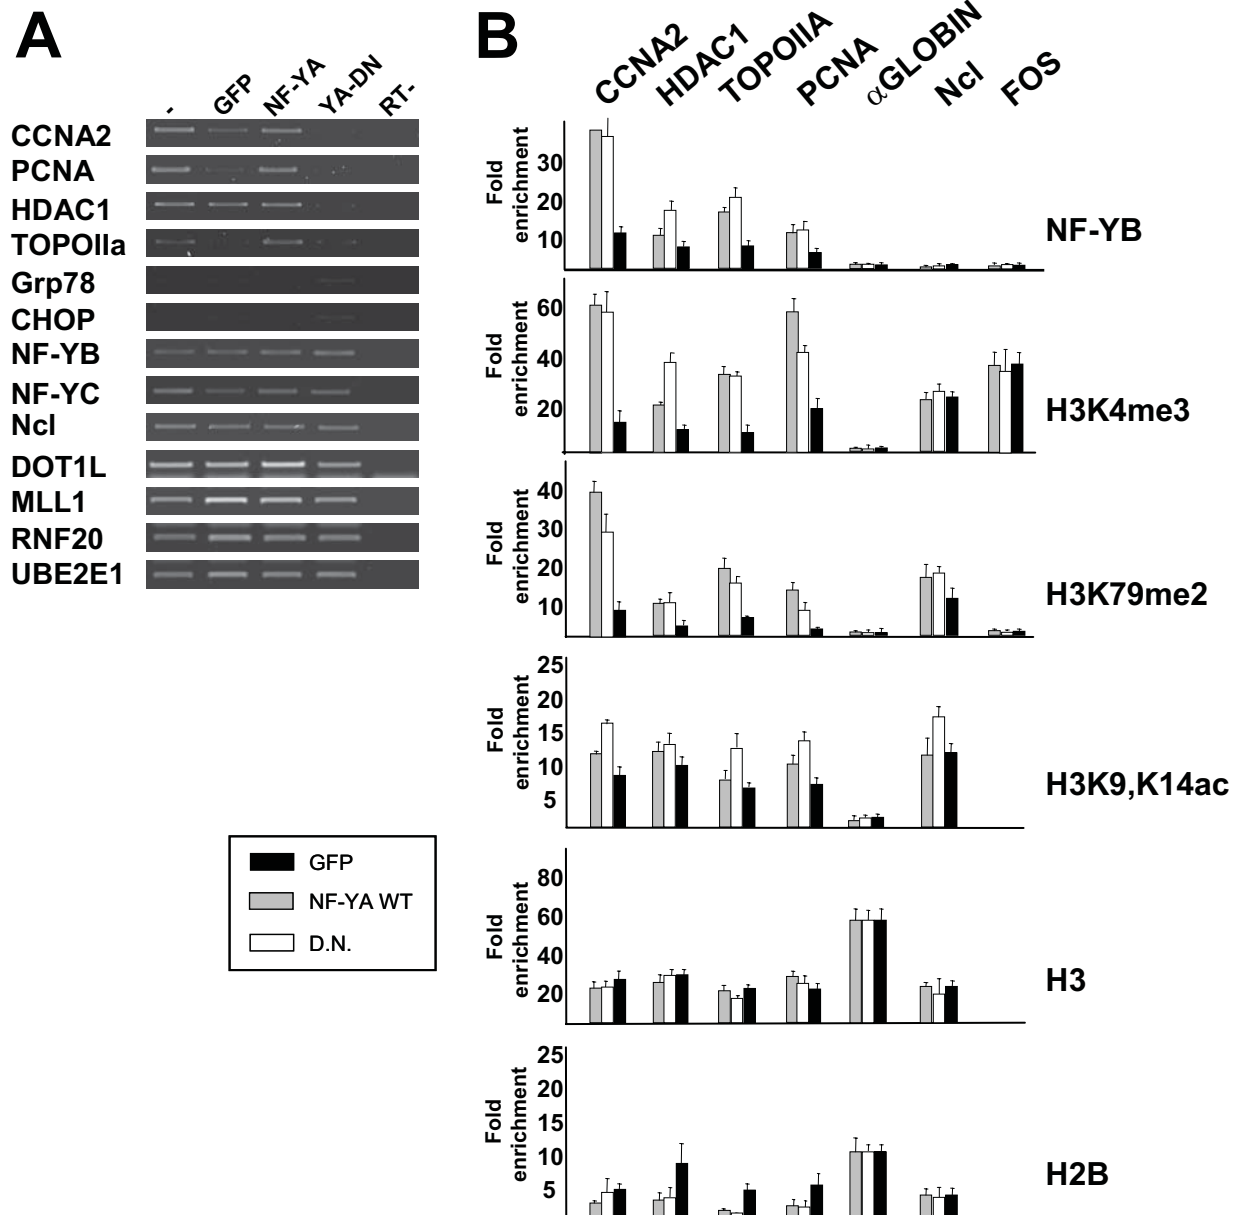 A
- GFP NF-YA YA-DN RT-
CCNA2
PCNA
HDAC1
TOPOIIa
Grp78
CHOP
NF-YB
NF-YC
Ncl
DOT1L
MLL1
RNF20
UBE2E1
B
CCNA2 HDAC1 TOPOIIA PCNA αGLOBIN Ncl FOS
Fold
enrichment
30
20
10
NF-YB
Fold
enrichment
60
40
20
H3K4me3
Fold
enrichment
40
30
20
10
H3K79me2
Fold
enrichment
25
20
15
10
5
H3K9,K14ac
Fold
enrichment
80
60
40
20
H3
Fold
enrichment
25
20
15
10
5
H2B
GFP
NF-YA WT
D.N.